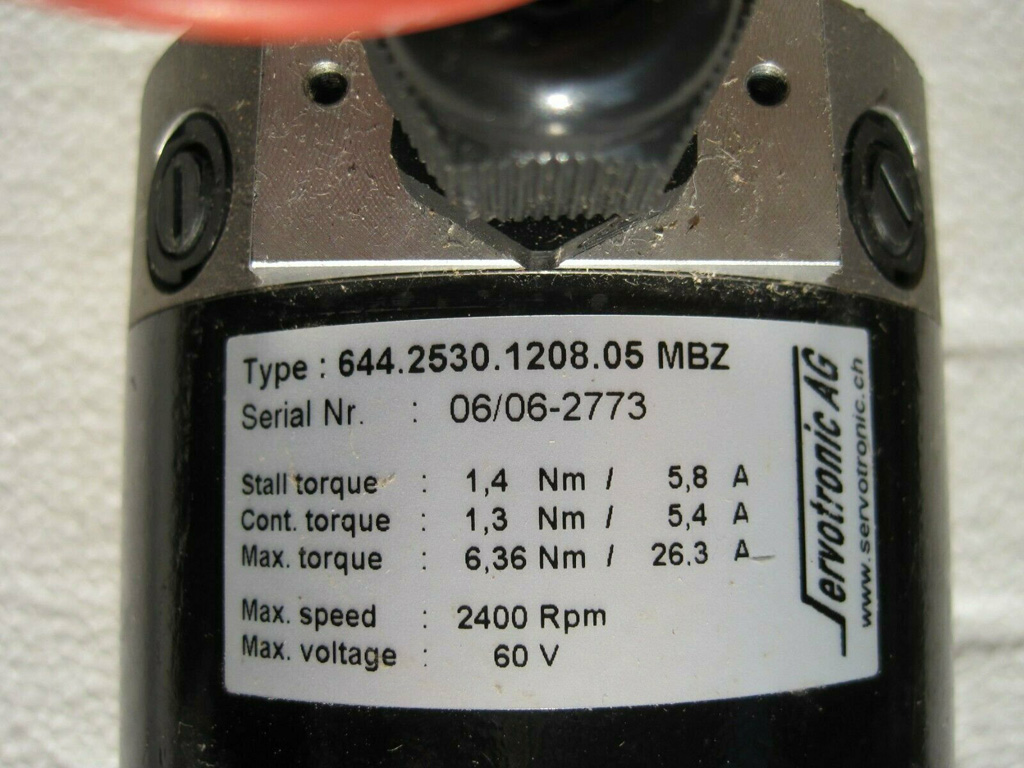 Type : 644.2530.1208.05 MBZ
Serial Nr. : 06/06-2773
Stall torque : 1,4 Nm / 5,8 A
Cont. torque : 1,3 Nm / 5,4 A
Max. torque : 6,36 Nm / 26.3 A
Max. speed : 2400 Rpm
Max. voltage : 60 V
Servotronic AG
www.servotronic.ch